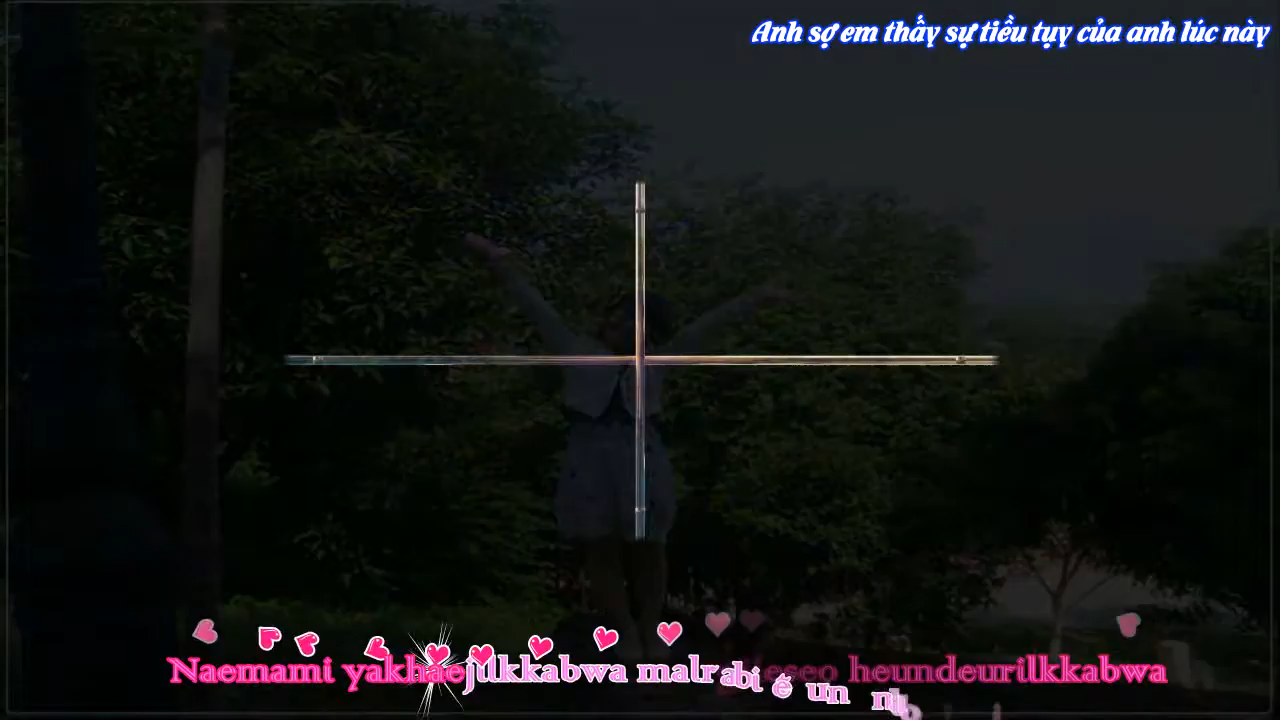 Anh sợ em thấy sự tiều tụy của anh lúc này
Naemami yakhaejilkkabwa malr heundeurilkkabwa